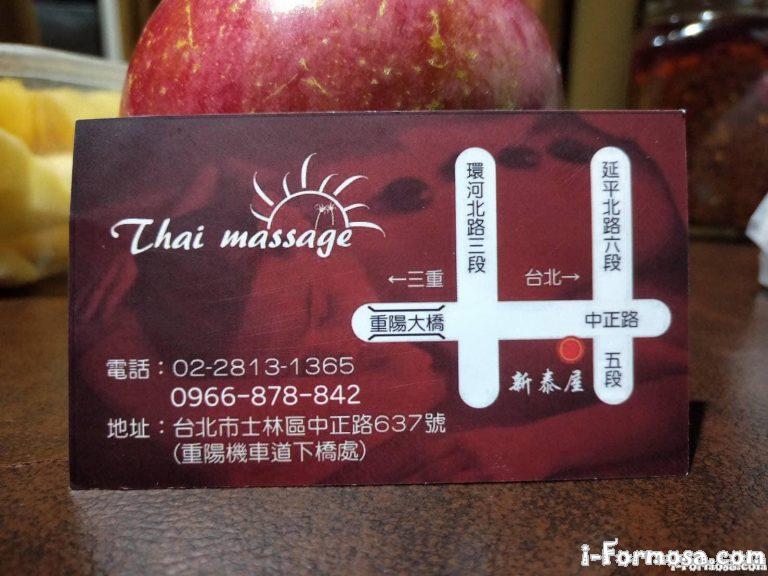 Thai massage
環河北路三段
延平北路六段
←三重
台北→
重陽大橋
中正路
五段
新泰屋
電話：02-2813-1365
0966-878-842
地址：台北市士林區中正路637號
(重陽機車道下橋處)
i-Formosa.com
i-Formosa.com